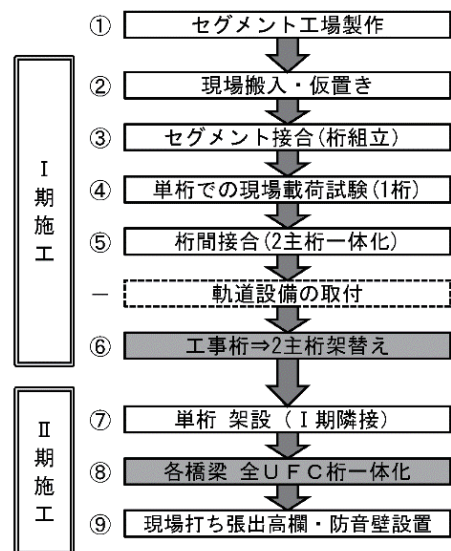 ① セグメント工場製作
Ⅰ期施工
② 現場搬入・仮置き
③ セグメント接合(桁組立)
④ 単桁での現場載荷試験(1桁)
⑤ 桁間接合(2主桁一体化)
－ 軌道設備の取付
⑥ 工事桁⇒2主桁架替え
Ⅱ期施工
⑦ 単桁 架設(Ⅰ期隣接)
⑧ 各橋梁 全UFC桁一体化
⑨ 現場打ち張出高欄・防音壁設置